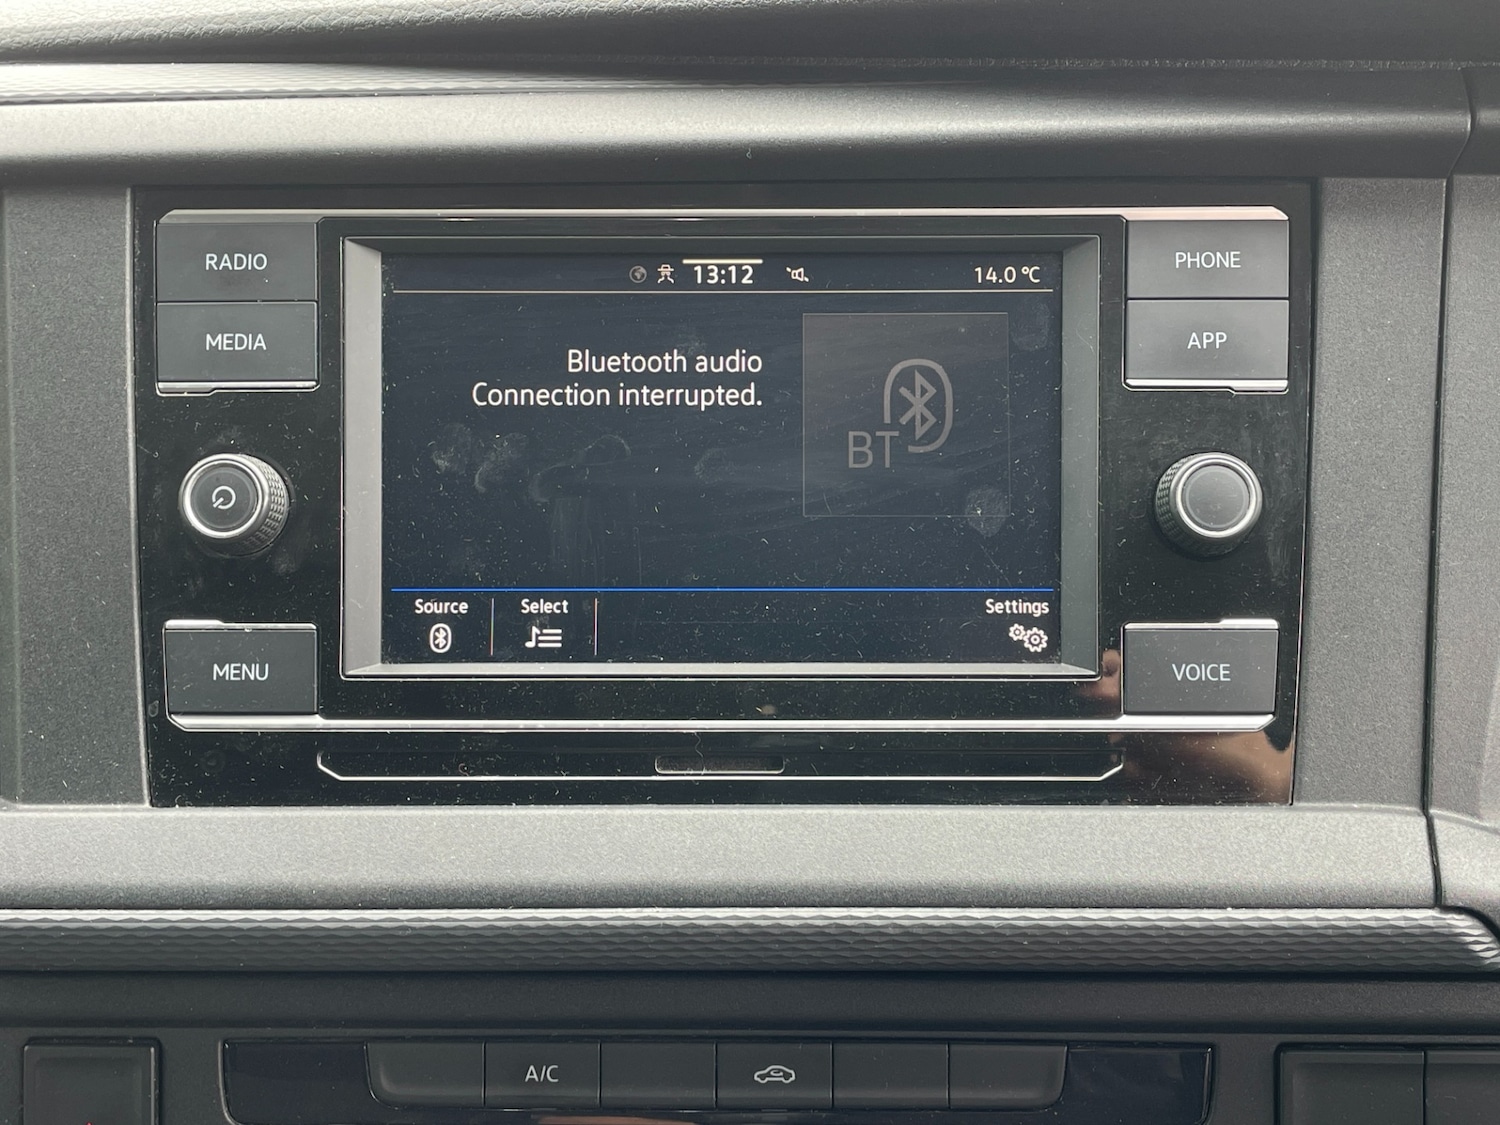 RADIO
MEDIA
MENU
13:12
14.0 °C
Bluetooth audio
Connection interrupted.
BT
Source
Select
Settings
PHONE
APP
VOICE
A/C